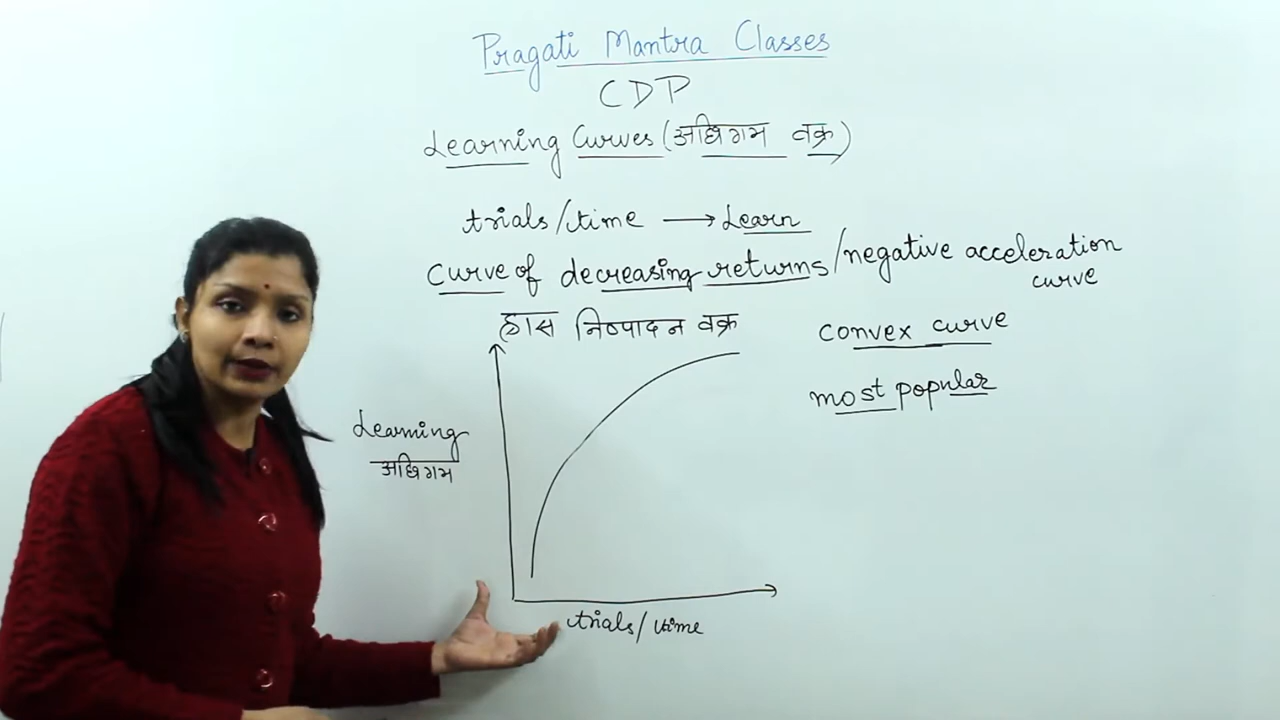 Pragati Mantra Classes
CDP
Learning Curves (अधिगम वक्र)
trials/time → Learn
Curve of decreasing returns/negative acceleration curve
ह्रास निष्पादन वक्र
convex curve
most popular
Learning
अधिगम
trials/time